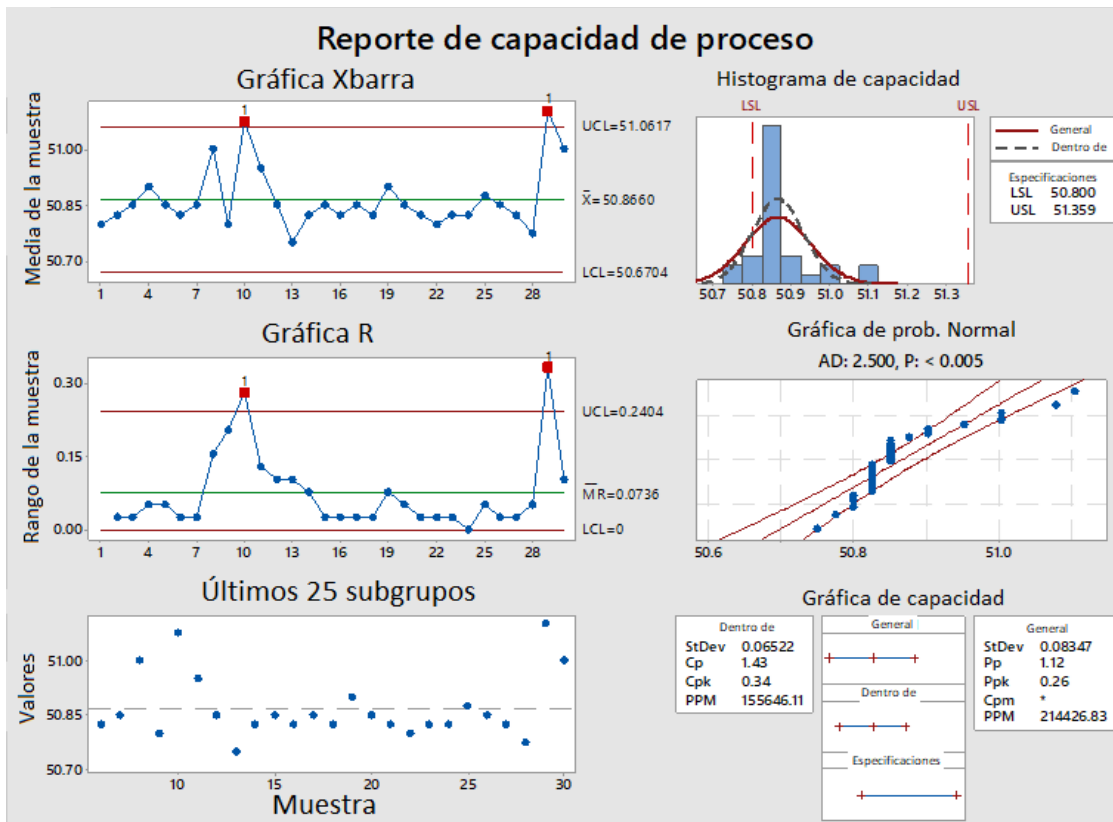 Reporte de capacidad de proceso
Gráfica Xbarra
Media de la muestra
51.00
50.85
50.70
1 4 7 10 13 16 19 22 25 28
1
1
UCL=51.0617
X̄=50.8660
LCL=50.6704
Histograma de capacidad
LSL
USL
50.7 50.8 50.9 51.0 51.1 51.2 51.3
General
Dentro de
Especificaciones
LSL 50.800
USL 51.359
Gráfica R
Rango de la muestra
0.30
0.15
0.00
1 4 7 10 13 16 19 22 25 28
1
1
UCL=0.2404
M̅R̅=0.0736
LCL=0
Gráfica de prob. Normal
AD: 2.500, P: < 0.005
50.6 50.8 51.0
Últimos 25 subgrupos
Valores
51.00
50.85
50.70
10 15 20 25 30
Muestra
Gráfica de capacidad
Dentro de
StDev 0.06522
Cp 1.43
Cpk 0.34
PPM 155646.11
General
Dentro de
Especificaciones
General
StDev 0.08347
Pp 1.12
Ppk 0.26
Cpm *
PPM 214426.83